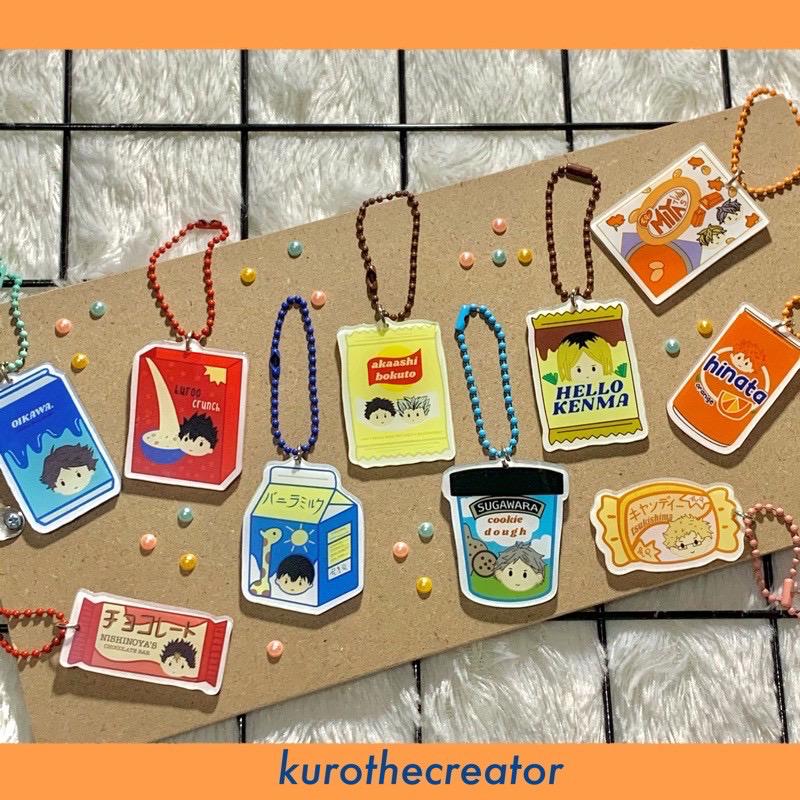 OIKAWA.
kuroo
crunch
akaashi
bokuto
HELLO
KENMA
MIX
hinata
orange
バニラミルク
SUGAWARA
cookie
dough
キャンディー
tsukishima
チョコレート
NISHINOYA'S
CHOCOLATE BAR
kurothecreator